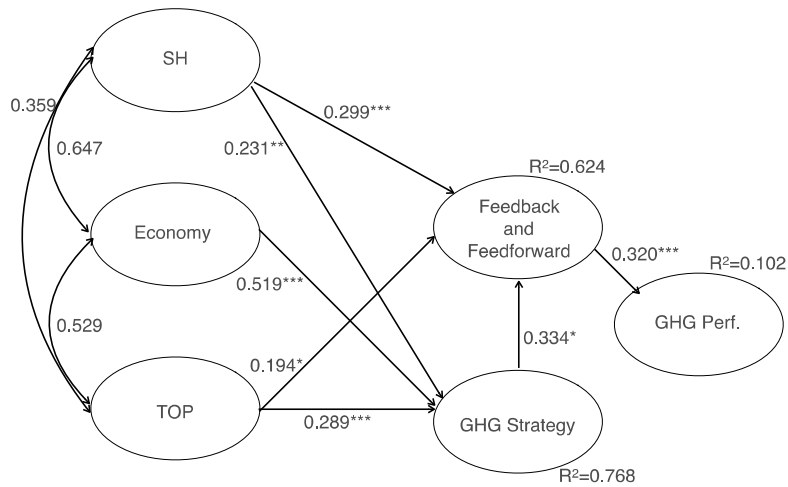 SH
0.359
0.299***
0.647
0.231**
R²=0.624
Feedback
and
Feedforward
Economy
0.320***
R²=0.102
0.519***
GHG Perf.
0.529
0.334*
0.194*
TOP
0.289***
GHG Strategy
R²=0.768